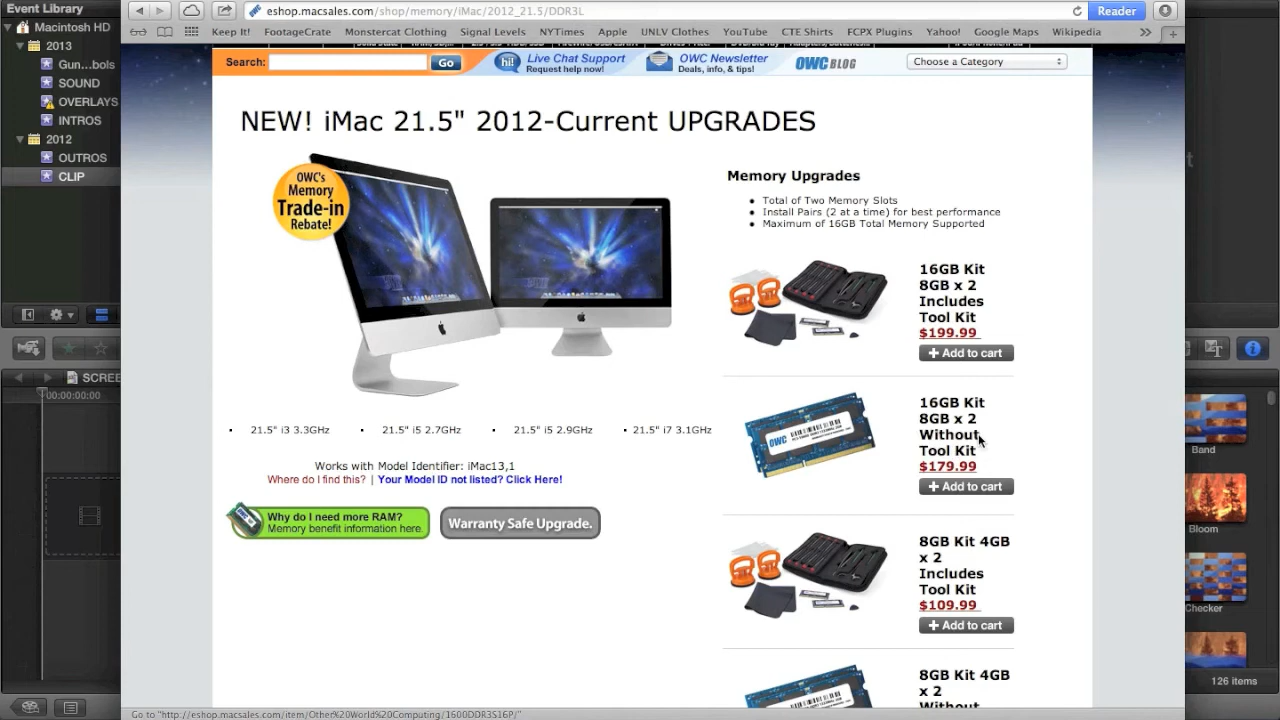 Event Library
Macintosh HD
2013
Gun...bols
SOUND
OVERLAYS
INTROS
2012
OUTROS
CLIP
SCREE
00:00:00:00
eshop.macsales.com/shop/memory/iMac/2012_21.5/DDR3L
Reader
Keep It!
FootageCrate
Monstercat Clothing
Signal Levels
NYTimes
Apple
UNLV Clothes
YouTube
CTE Shirts
FCPX Plugins
Yahoo!
Google Maps
Wikipedia
Search:
Go
hi!
Live Chat Support
Request help now!
OWC Newsletter
Deals, info, & tips!
OWC BLOG
Choose a Category
NEW! iMac 21.5" 2012-Current UPGRADES
OWC's
Memory
Trade-in
Rebate!
21.5" i3 3.3GHz
21.5" i5 2.7GHz
21.5" i5 2.9GHz
21.5" i7 3.1GHz
Works with Model Identifier: iMac13,1
Where do I find this? | Your Model ID not listed? Click Here!
Why do I need more RAM?
Memory benefit information here.
Warranty Safe Upgrade.
Memory Upgrades
Total of Two Memory Slots
Install Pairs (2 at a time) for best performance
Maximum of 16GB Total Memory Supported
16GB Kit
8GB x 2
Includes
Tool Kit
$199.99
+ Add to cart
OWC
16GB Kit
8GB x 2
Without
Tool Kit
$179.99
+ Add to cart
8GB Kit 4GB
x 2
Includes
Tool Kit
$109.99
+ Add to cart
8GB Kit 4GB
x 2
Without
Band
Bloom
Checker
126 items
Go to "http://eshop.macsales.com/item/Other%20World%20Computing/1600DDR3S16P/"